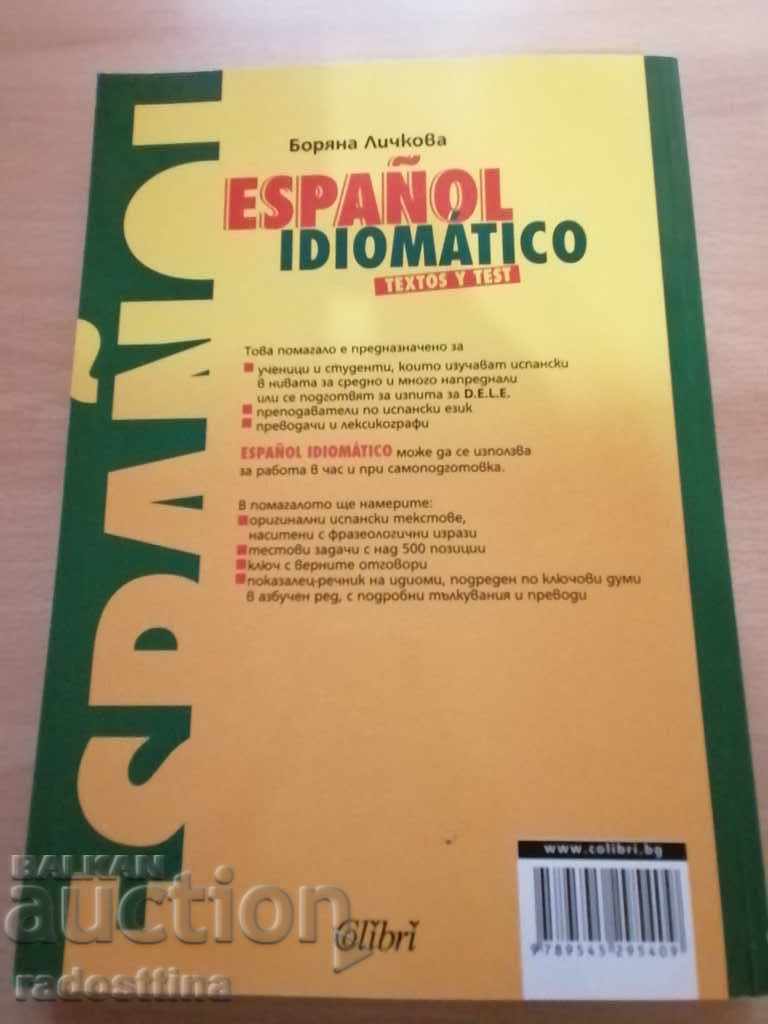 Боряна Личкова
ESPAÑOL
IDIOMÁTICO
TEXTOS Y TEST
Това помагало е предназначено за
ученици и студенти, които изучават испански
в нивата за средно и много напреднали
или се подготвят за изпита за D.E.L.E.
преподаватели по испански език
преводачи и лексикографи
ESPAÑOL IDIOMÁTICO може да се използва
за работа в час и при самоподготовка.
В помагалото ще намерите:
оригинални испански текстове,
наситени с фразеологични изрази
тестови задачи с над 500 позиции
ключ с верните отговори
показалец-речник на идиоми, подреден по ключови думи
в азбучен ред, с подробни тълкувания и преводи
ESPAÑOL
www.colibri.bg
9789545295409
Colibri
BALKAN
auction
radosttina